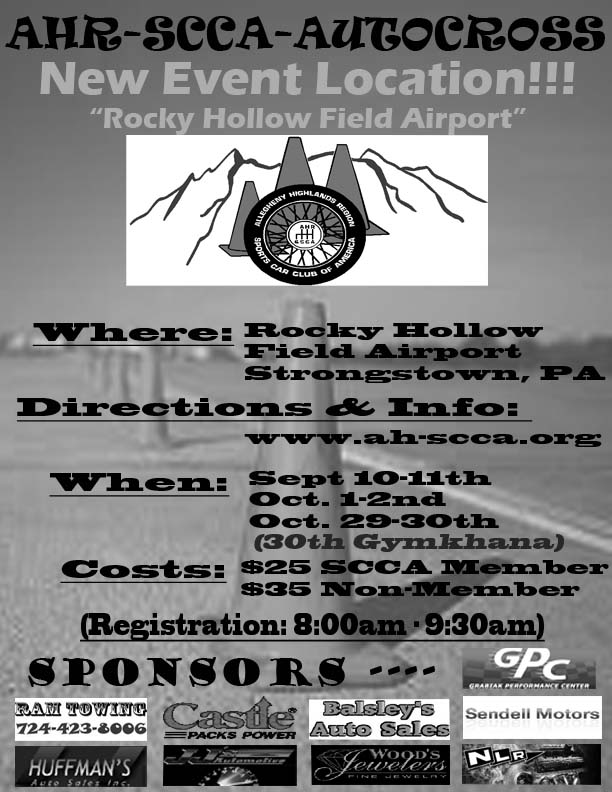 AHR-SCCA-AUTOCROSS
New Event Location!!!
“Rocky Hollow Field Airport”
ALLEGHENY HIGHLANDS REGION
AHR
SCCA
SPORTS CAR CLUB OF AMERICA
Where: Rocky Hollow
Field Airport
Strongstown, PA
Directions & Info:
www.ah-scca.org
When: Sept 10-11th
Oct. 1-2nd
Oct. 29-30th
(30th Gymkhana)
Costs: $25 SCCA Member
$35 Non-Member
(Registration: 8:00am - 9:30am)
SPONSORS ----
GPC
GRABIAK PERFORMANCE CENTER
RAM TOWING
724-423-8006
Castle
PACKS POWER
Balsley's
Auto Sales
Sendell Motors
HUFFMAN'S
Auto Sales Inc.
JJ
Automotive
WOOD'S
Jewelers
FINE JEWELRY
NLR